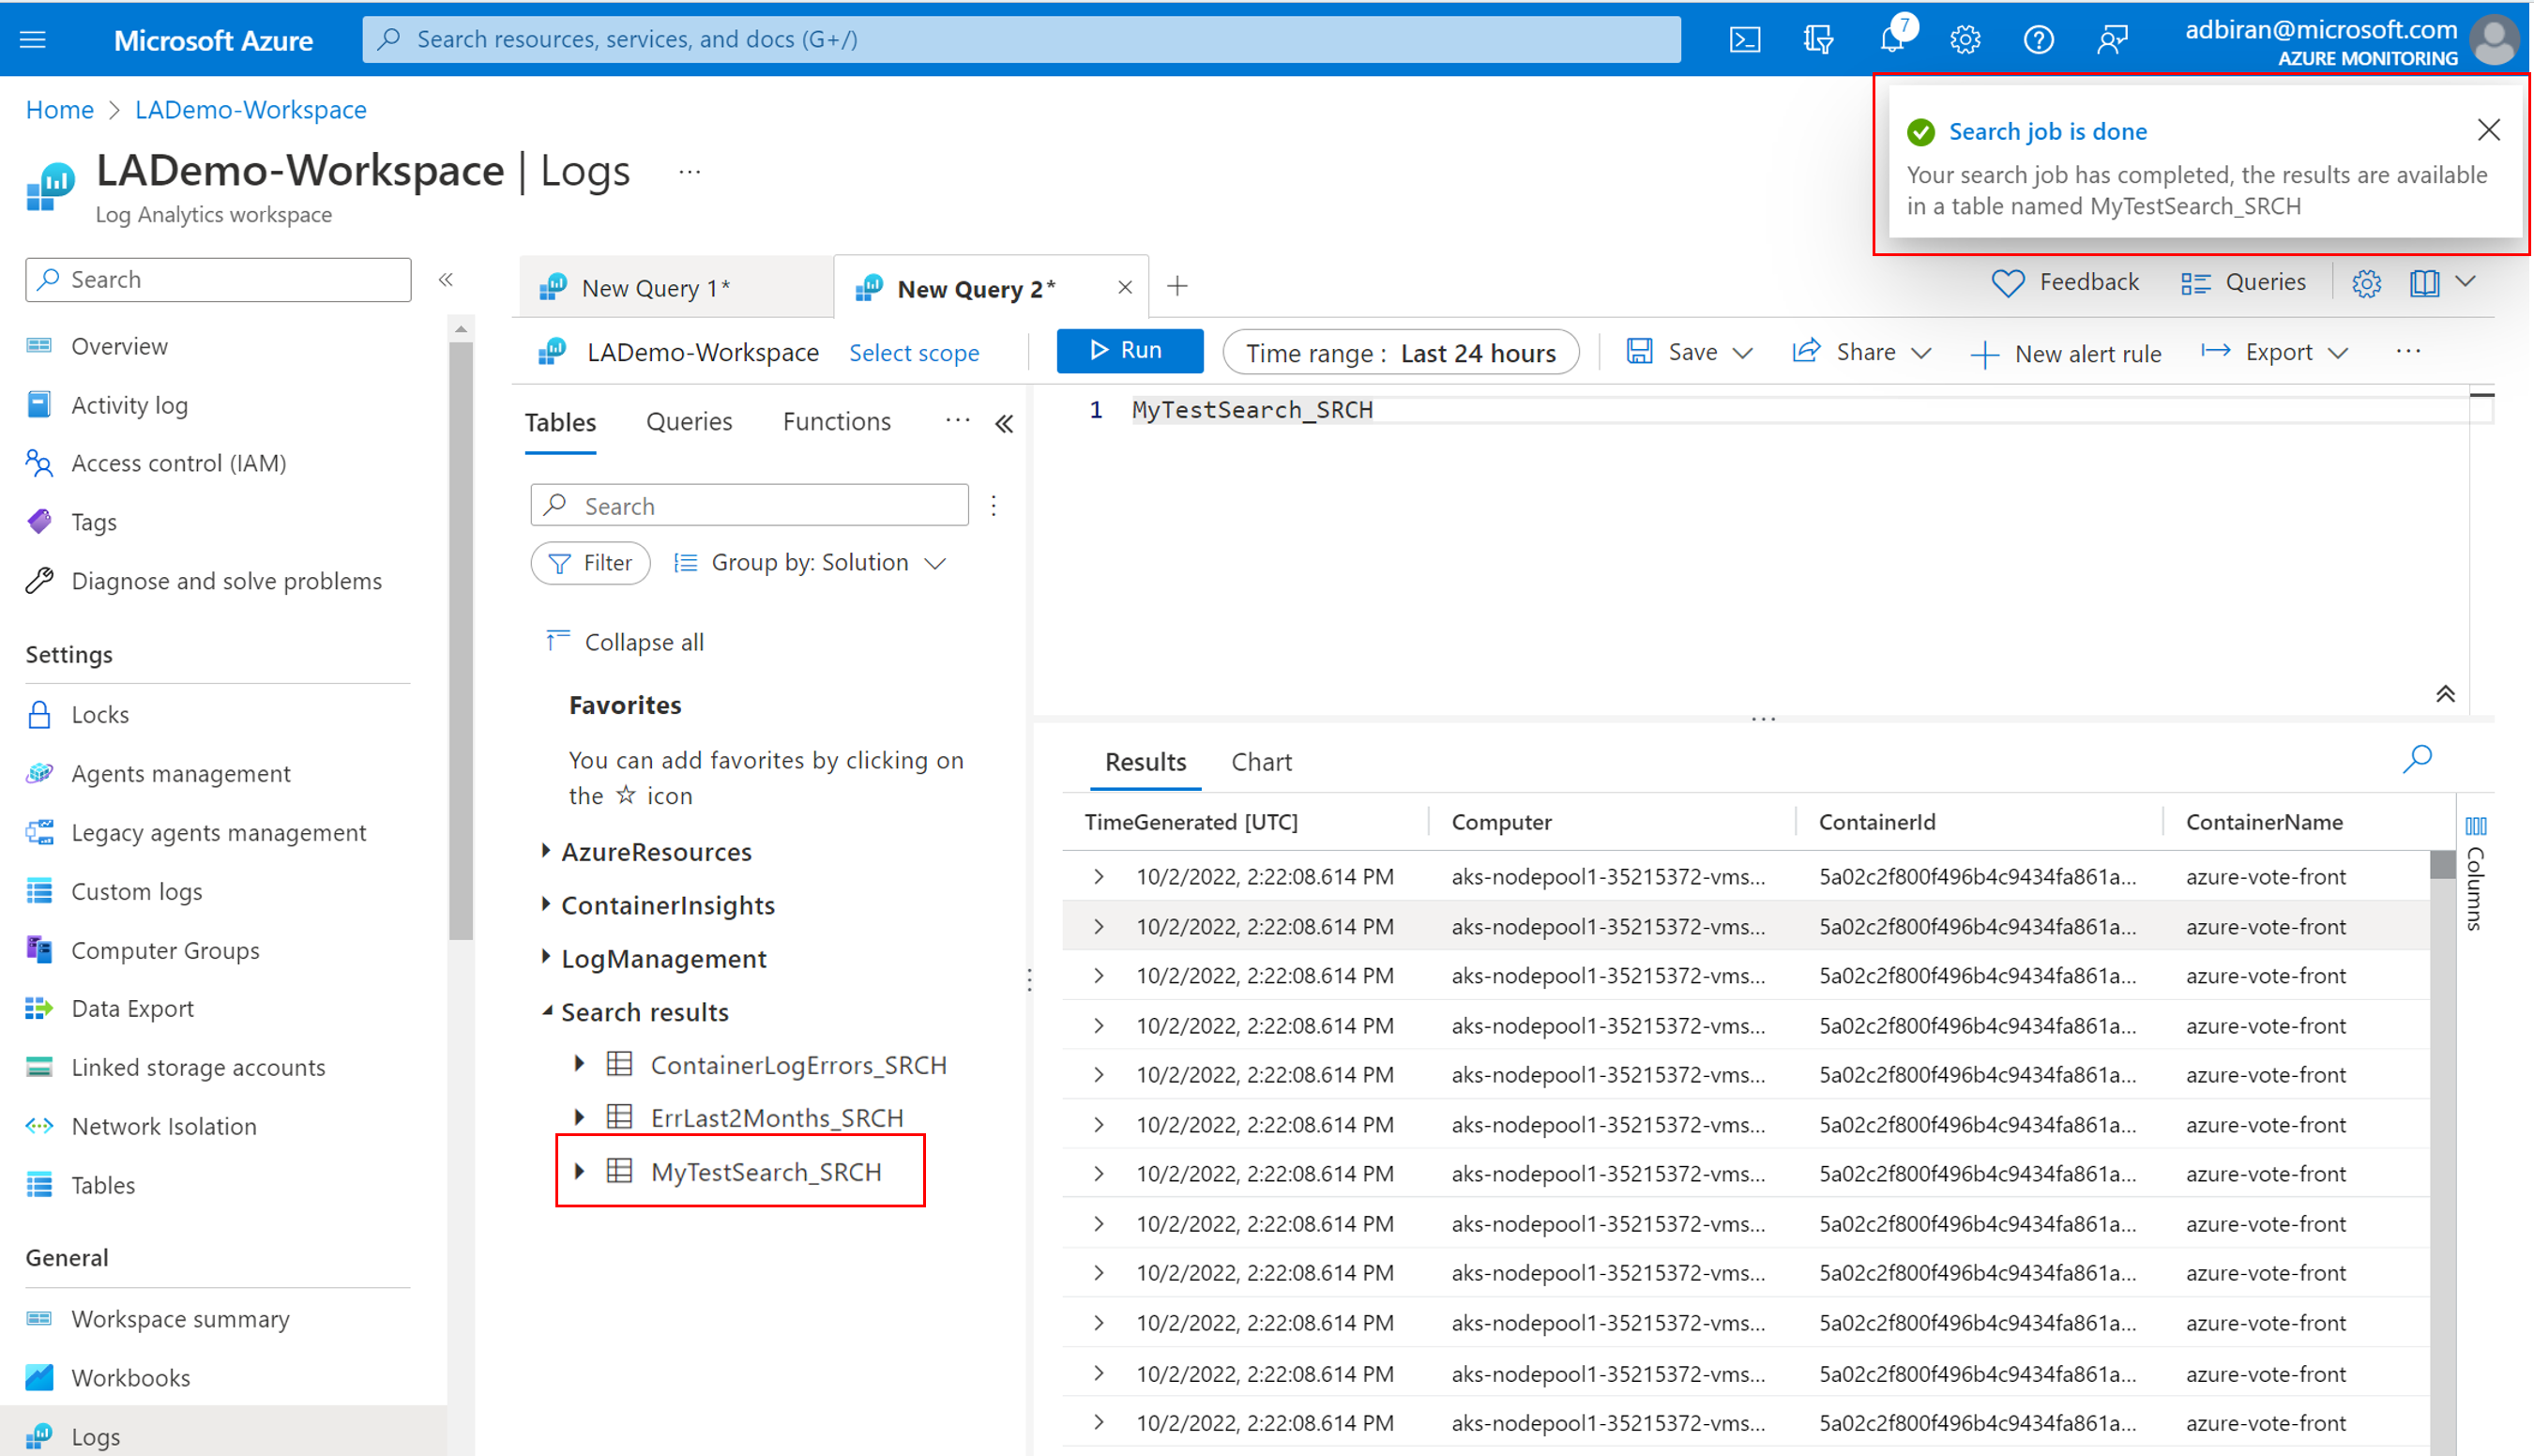 Microsoft Azure
Search resources, services, and docs (G+/)
7
adbiran@microsoft.com
AZURE MONITORING
Home > LADemo-Workspace
LADemo-Workspace | Logs ...
Log Analytics workspace
Search job is done
Your search job has completed, the results are available
in a table named MyTestSearch_SRCH
Search
Overview
Activity log
Access control (IAM)
Tags
Diagnose and solve problems
Settings
Locks
Agents management
Legacy agents management
Custom logs
Computer Groups
Data Export
Linked storage accounts
Network Isolation
Tables
General
Workspace summary
Workbooks
Logs
New Query 1*
New Query 2*
Feedback
Queries
LADemo-Workspace
Select scope
Run
Time range : Last 24 hours
Save
Share
New alert rule
Export
...
Tables
Queries
Functions
...
Search
Filter
Group by: Solution
Collapse all
Favorites
You can add favorites by clicking on
the ☆ icon
AzureResources
ContainerInsights
LogManagement
Search results
ContainerLogErrors_SRCH
ErrLast2Months_SRCH
MyTestSearch_SRCH
1 MyTestSearch_SRCH
Results
Chart
TimeGenerated [UTC] Computer ContainerId ContainerName
10/2/2022, 2:22:08.614 PM aks-nodepool1-35215372-vms... 5a02c2f800f496b4c9434fa861a... azure-vote-front
10/2/2022, 2:22:08.614 PM aks-nodepool1-35215372-vms... 5a02c2f800f496b4c9434fa861a... azure-vote-front
10/2/2022, 2:22:08.614 PM aks-nodepool1-35215372-vms... 5a02c2f800f496b4c9434fa861a... azure-vote-front
10/2/2022, 2:22:08.614 PM aks-nodepool1-35215372-vms... 5a02c2f800f496b4c9434fa861a... azure-vote-front
10/2/2022, 2:22:08.614 PM aks-nodepool1-35215372-vms... 5a02c2f800f496b4c9434fa861a... azure-vote-front
10/2/2022, 2:22:08.614 PM aks-nodepool1-35215372-vms... 5a02c2f800f496b4c9434fa861a... azure-vote-front
10/2/2022, 2:22:08.614 PM aks-nodepool1-35215372-vms... 5a02c2f800f496b4c9434fa861a... azure-vote-front
10/2/2022, 2:22:08.614 PM aks-nodepool1-35215372-vms... 5a02c2f800f496b4c9434fa861a... azure-vote-front
10/2/2022, 2:22:08.614 PM aks-nodepool1-35215372-vms... 5a02c2f800f496b4c9434fa861a... azure-vote-front
10/2/2022, 2:22:08.614 PM aks-nodepool1-35215372-vms... 5a02c2f800f496b4c9434fa861a... azure-vote-front
10/2/2022, 2:22:08.614 PM aks-nodepool1-35215372-vms... 5a02c2f800f496b4c9434fa861a... azure-vote-front
10/2/2022, 2:22:08.614 PM aks-nodepool1-35215372-vms... 5a02c2f800f496b4c9434fa861a... azure-vote-front
Columns